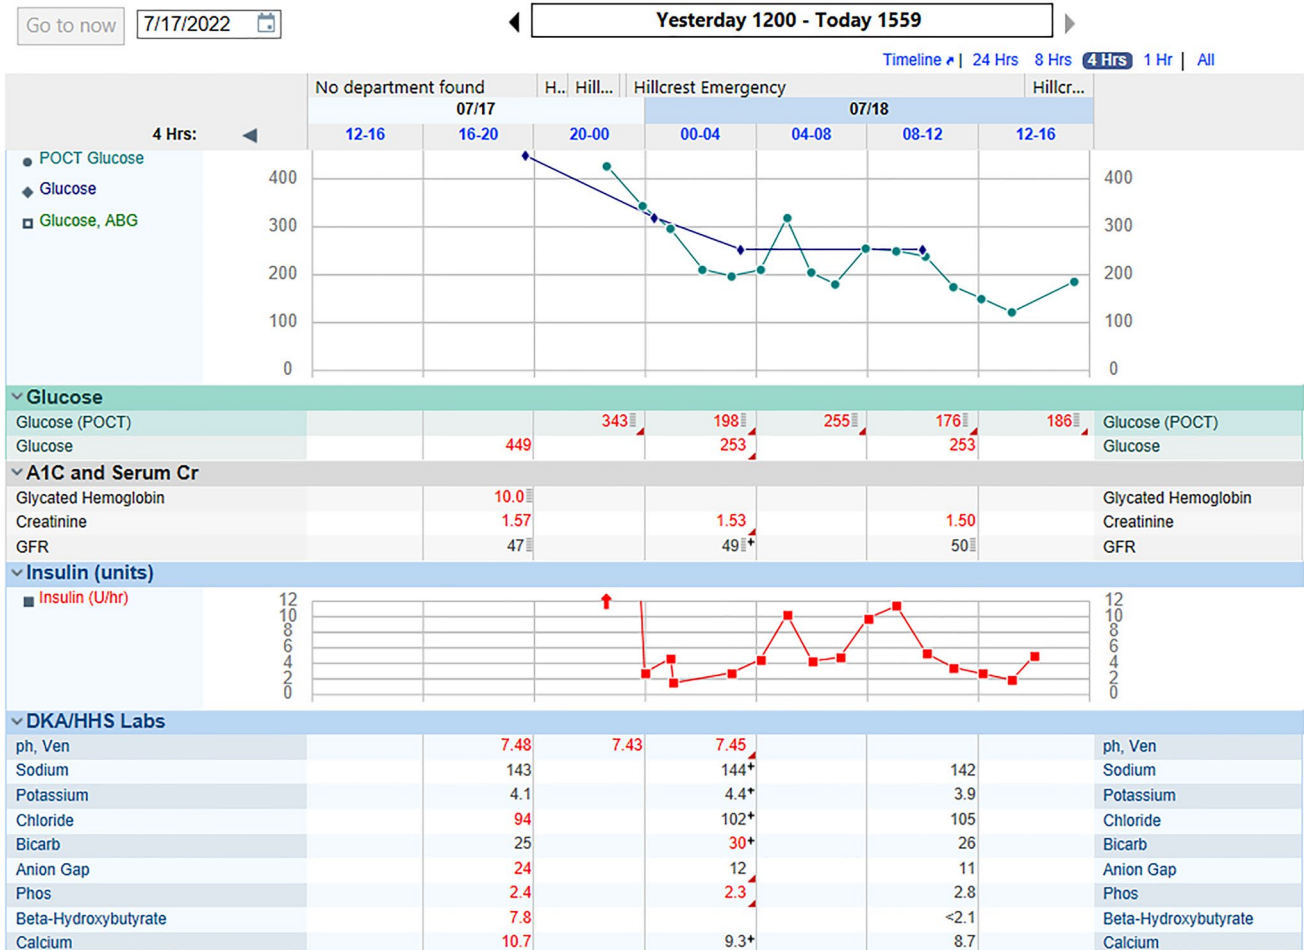 Go to now 7/17/2022 Yesterday 1200 - Today 1559
Timeline | 24 Hrs 8 Hrs 4 Hrs 1 Hr | All
No department found H.. Hill... Hillcrest Emergency Hillcr...
07/17 07/18
4 Hrs: 12-16 16-20 20-00 00-04 04-08 08-12 12-16
POCT Glucose
Glucose
Glucose, ABG
400 400
300 300
200 200
100 100
0 0
Glucose
Glucose (POCT) 343 198 255 176 186 Glucose (POCT)
Glucose 449 253 253 Glucose
A1C and Serum Cr
Glycated Hemoglobin 10.0 Glycated Hemoglobin
Creatinine 1.57 1.53 1.50 Creatinine
GFR 47 49+ 50 GFR
Insulin (units)
Insulin (U/hr)
12 12
10 10
8 8
6 6
4 4
2 2
0 0
DKA/HHS Labs
ph, Ven 7.48 7.43 7.45 ph, Ven
Sodium 143 144+ 142 Sodium
Potassium 4.1 4.4+ 3.9 Potassium
Chloride 94 102+ 105 Chloride
Bicarb 25 30+ 26 Bicarb
Anion Gap 24 12 11 Anion Gap
Phos 2.4 2.3 2.8 Phos
Beta-Hydroxybutyrate 7.8 <2.1 Beta-Hydroxybutyrate
Calcium 10.7 9.3+ 8.7 Calcium